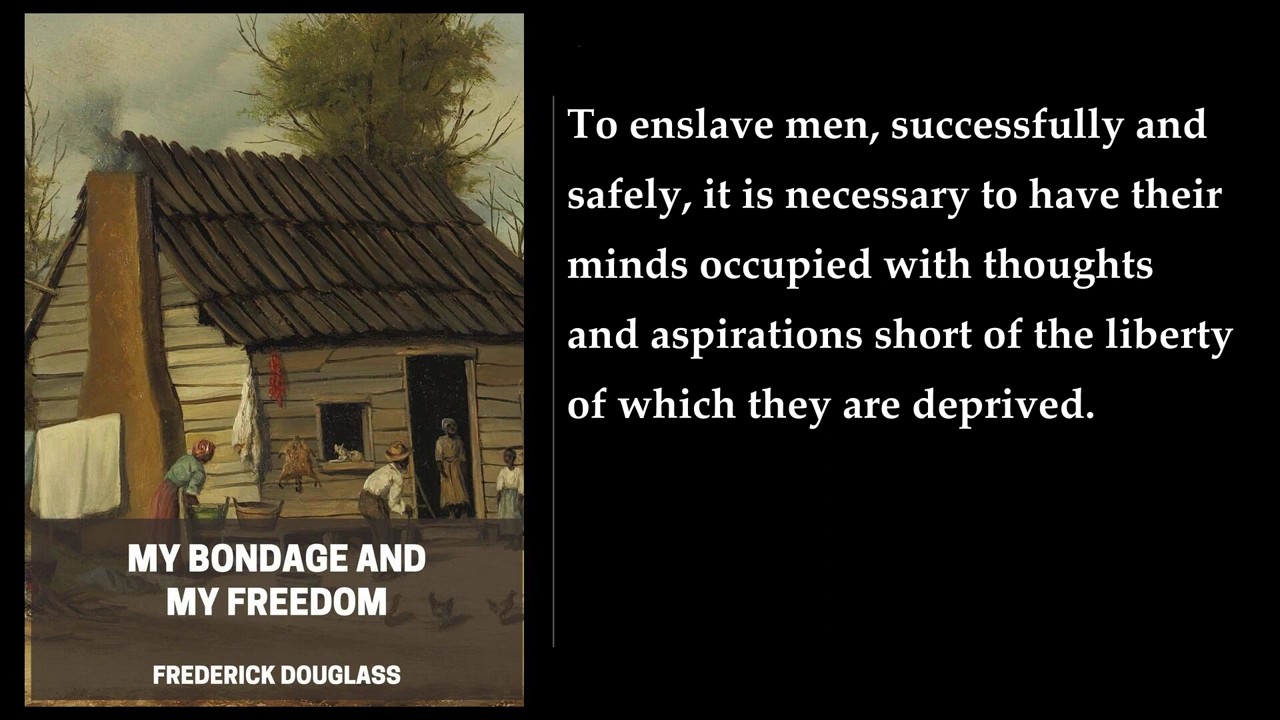 MY BONDAGE AND
MY FREEDOM
FREDERICK DOUGLASS
To enslave men, successfully and
safely, it is necessary to have their
minds occupied with thoughts
and aspirations short of the liberty
of which they are deprived.